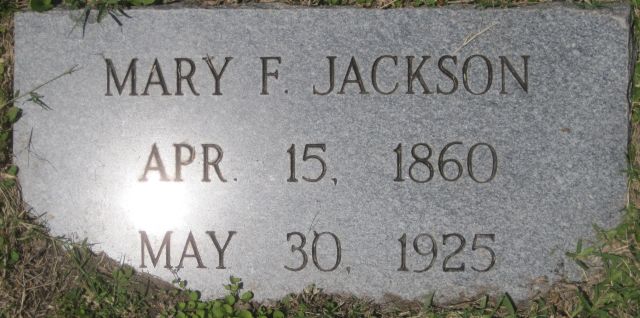 MARY F. JACKSON
APR. 15, 1860
MAY 30, 1925